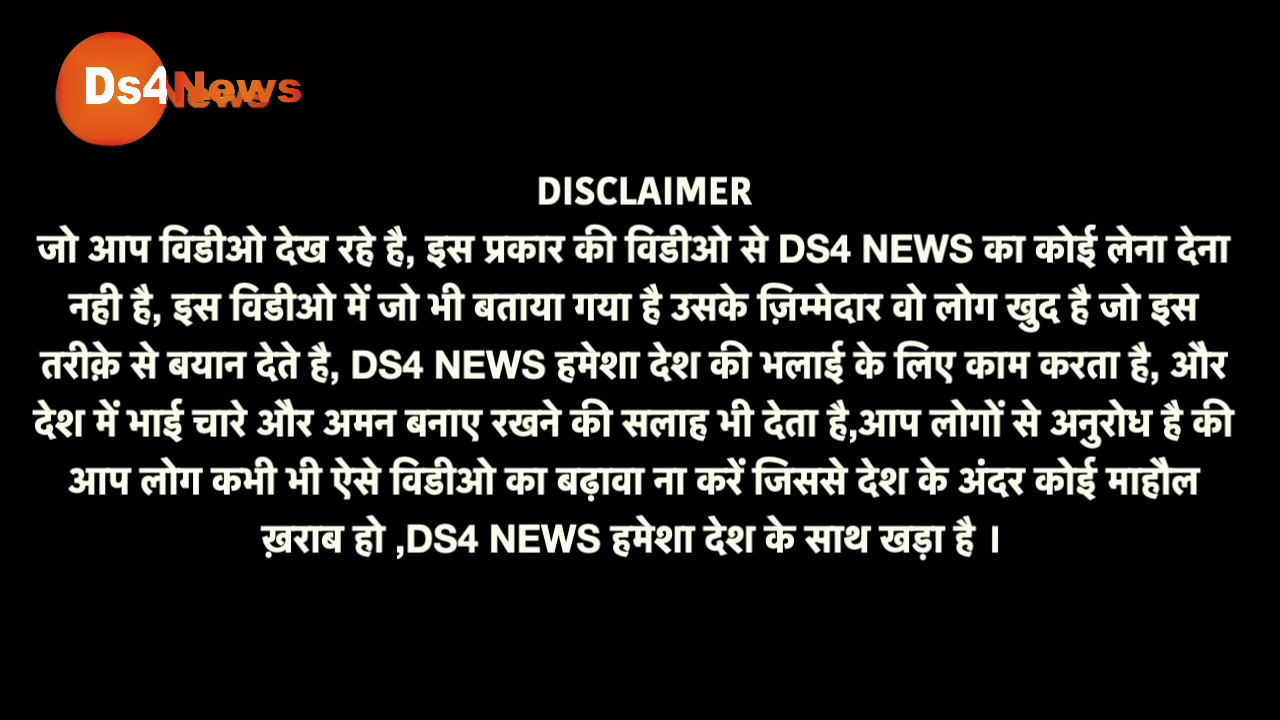 Ds4News
DISCLAIMER
जो आप विडीओ देख रहे है, इस प्रकार की विडीओ से DS4 NEWS का कोई लेना देना
नही है, इस विडीओ में जो भी बताया गया है उसके ज़िम्मेदार वो लोग खुद है जो इस
तरीक़े से बयान देते है, DS4 NEWS हमेशा देश की भलाई के लिए काम करता है, और
देश में भाई चारे और अमन बनाए रखने की सलाह भी देता है,आप लोगों से अनुरोध है की
आप लोग कभी भी ऐसे विडीओ का बढ़ावा ना करें जिससे देश के अंदर कोई माहौल
ख़राब हो ,DS4 NEWS हमेशा देश के साथ खड़ा है ।